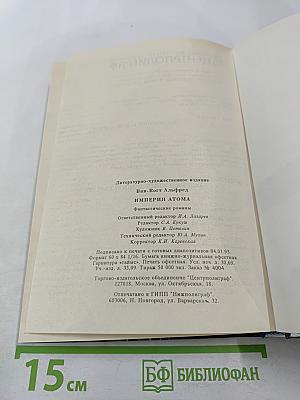 Литературно-художественное издание
Ван-Вогт Альфред
ИМПЕРИЯ АТОМА
Фантастические романы
Ответственный редактор И.А. Лазарев
Редактор С.А. Кукуш
Художник В. Петелин
Технический редактор Ю.А. Мухин
Корректор К.И. Каревская
Подписано к печати с готовых диапозитивов 04.01.93.
Формат 60 х 84 1/16. Бумага книжно-журнальная офсетная.
Гарнитура «таймс». Печать офсетная. Усл. печ. л. 30,69.
Уч.-изд. л. 33,09. Тираж 50 000 экз. Заказ № 4004
Торгово-издательское объединение "Центрполиграф"
127018, Москва, ул. Октябрьская, 18.
Отпечатано в ГИПП "Нижполиграф".
603006, Н. Новгород, ул. Варварская, 32.
15 см
БФ БИБЛИОФАН